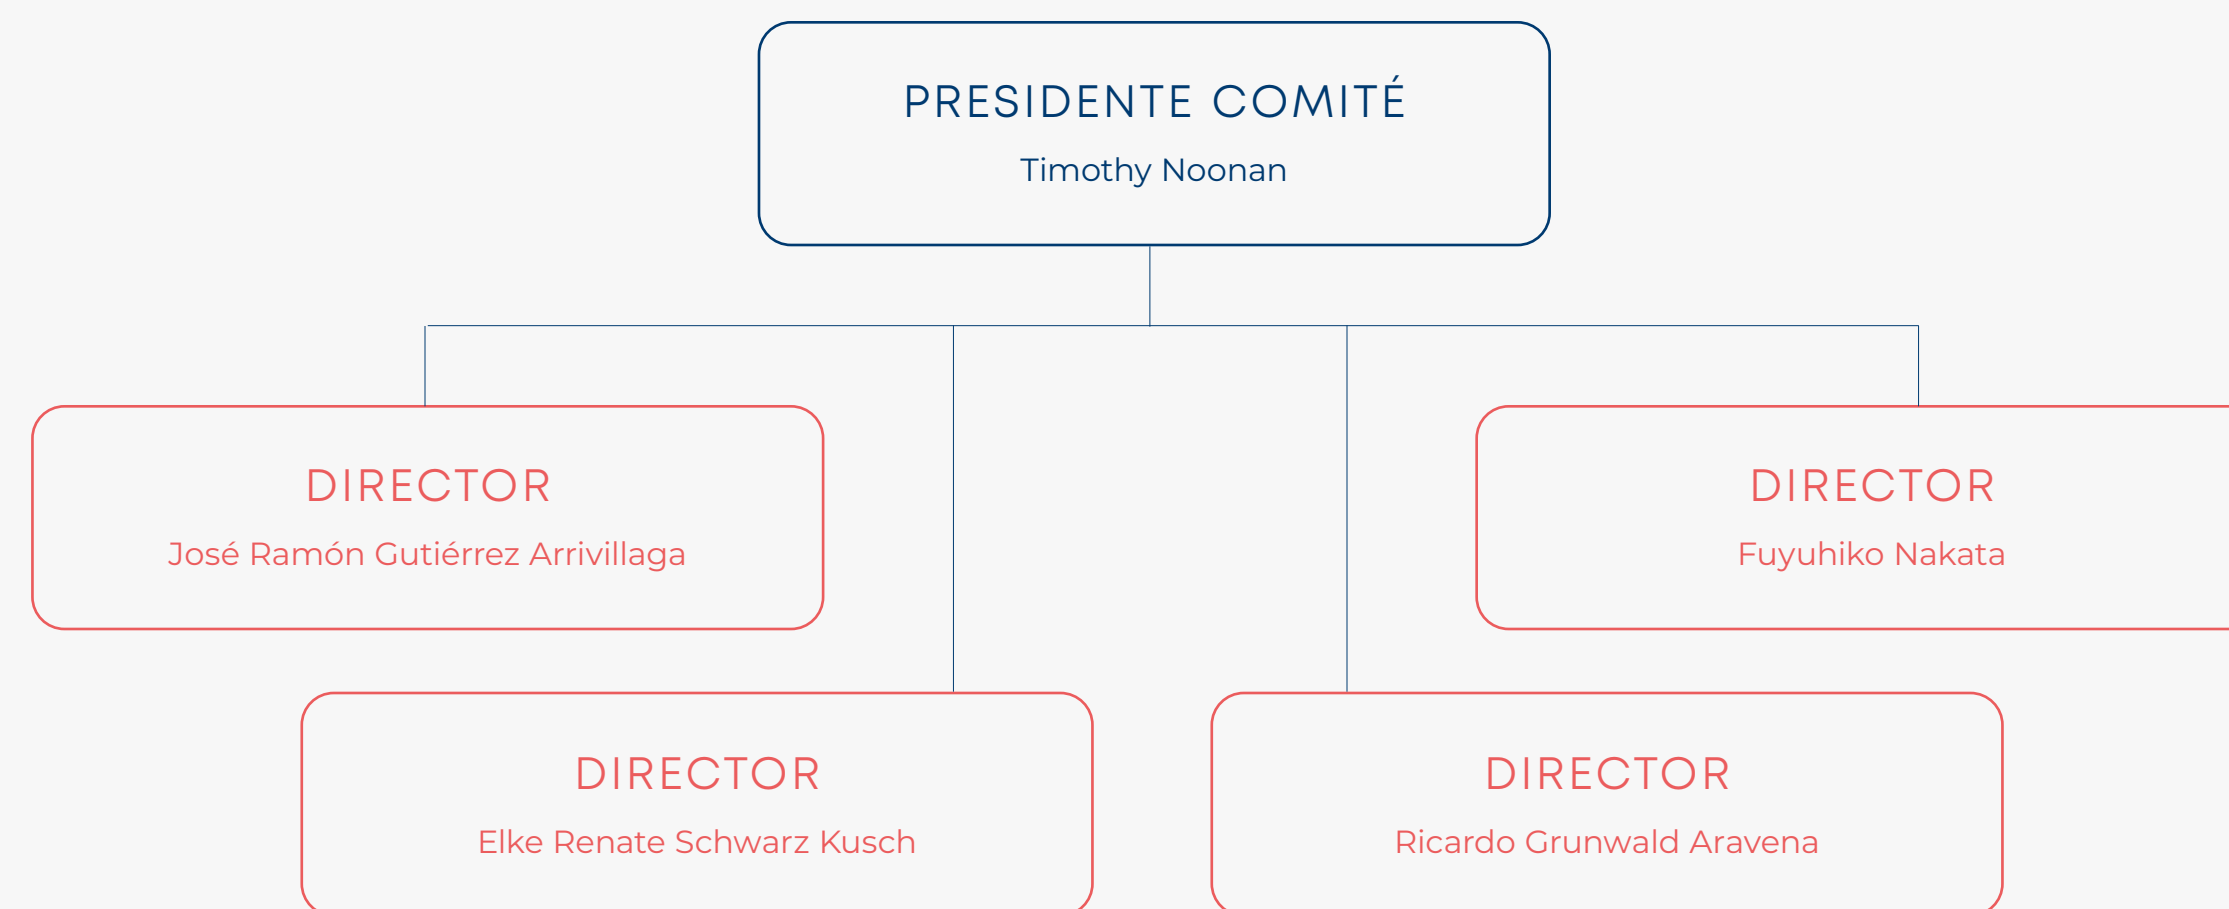 PRESIDENTE COMITÉ
Timothy Noonan
DIRECTOR
José Ramón Gutiérrez Arrivillaga
DIRECTOR
Fuyuhiko Nakata
DIRECTOR
Elke Renate Schwarz Kusch
DIRECTOR
Ricardo Grunwald Aravena